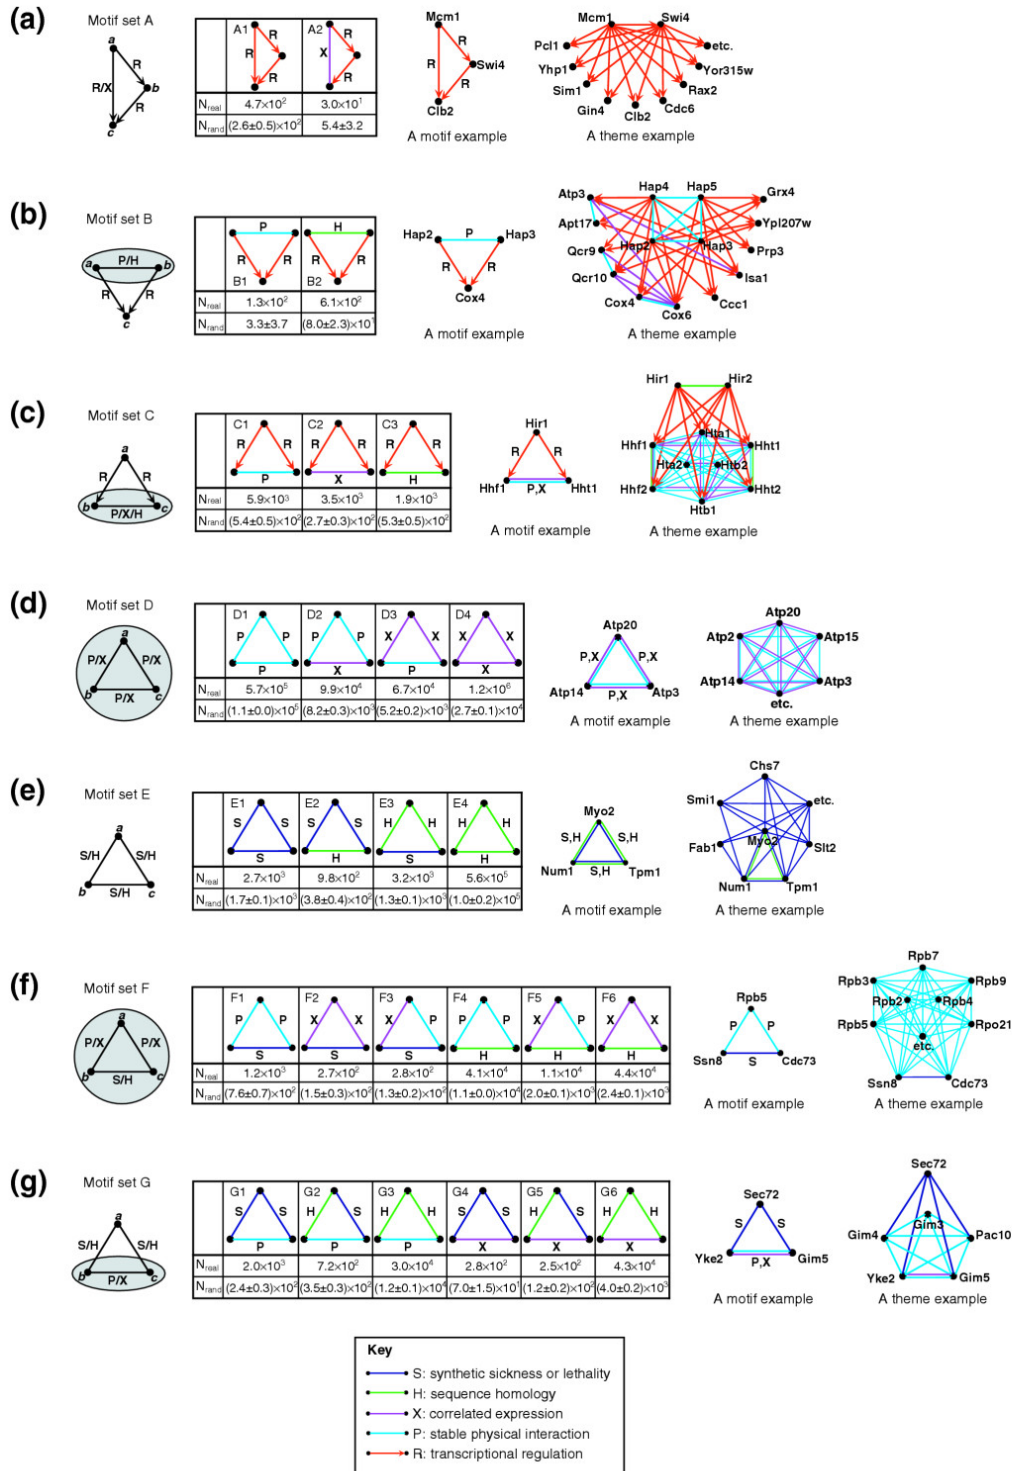 (a)
Motif set A
a
R
R/X
b
R
c
A1 A2
R R
R X
R R
N_real 4.7×10² 3.0×10¹
N_rand (2.6±0.5)×10² 5.4±3.2
Mcm1
R
R Swi4
R
Clb2
A motif example
Mcm1 Swi4
Pcl1 etc.
Yhp1 Yor315w
Sim1 Rax2
Gin4 Cdc6
Clb2
A theme example
(b)
Motif set B
P/H
a b
R R
c
P H
R R R R
B1 B2
N_real 1.3×10² 6.1×10²
N_rand 3.3±3.7 (8.0±2.3)×10¹
Hap2 P Hap3
R R
Cox4
A motif example
Atp3 Hap4 Hap5 Grx4
Apt17 Ypl207w
Hap2 Hap3
Qcr9 Prp3
Qcr10 Isa1
Cox4 Ccc1
Cox6
A theme example
(c)
Motif set C
a
R R
b P/X/H c
C1 C2 C3
R R R R R R
P X H
N_real 5.9×10³ 3.5×10³ 1.9×10³
N_rand (5.4±0.5)×10² (2.7±0.3)×10² (5.3±0.5)×10²
Hir1
R R
Hhf1 Hht1
P,X
A motif example
Hir1 Hir2
Hta1
Hhf1 Hht1
Hta2 Htb2
Hhf2 Hht2
Htb1
A theme example
(d)
Motif set D
a
P/X P/X
b P/X c
D1 D2 D3 D4
P P P P X X X X
P X P X
N_real 5.7×10⁵ 9.9×10⁴ 6.7×10⁴ 1.2×10⁶
N_rand (1.1±0.0)×10⁵ (8.2±0.3)×10³ (5.2±0.2)×10³ (2.7±0.1)×10⁴
Atp20
P,X P,X
Atp14 P,X Atp3
A motif example
Atp20
Atp2 Atp15
Atp14 Atp3
etc.
A theme example
(e)
Motif set E
a
S/H S/H
b S/H c
E1 E2 E3 E4
S S S S H H H H
S H S H
N_real 2.7×10³ 9.8×10² 3.2×10³ 5.6×10⁵
N_rand (1.7±0.1)×10³ (3.8±0.4)×10² (1.3±0.1)×10³ (1.0±0.2)×10⁵
Myo2
S,H S,H
Num1 S,H Tpm1
A motif example
Chs7
Smi1 etc.
Myo2
Fab1 Slt2
Num1 Tpm1
A theme example
(f)
Motif set F
a
P/X P/X
b S/H c
F1 F2 F3 F4 F5 F6
P P X X X P P P X P X X
S S S H H H
N_real 1.2×10³ 2.7×10² 2.8×10² 4.1×10⁴ 1.1×10⁴ 4.4×10⁴
N_rand (7.6±0.7)×10² (1.5±0.3)×10² (1.3±0.2)×10² (1.1±0.0)×10⁴ (2.0±0.1)×10³ (2.4±0.1)×10³
Rpb5
P P
Ssn8 S Cdc73
A motif example
Rpb7
Rpb3 Rpb9
Rpb2 Rpb4
Rpb5 Rpo21
etc.
Ssn8 Cdc73
A theme example
(g)
Motif set G
a
S/H S/H
b P/X c
G1 G2 G3 G4 G5 G6
S S H S H H S S H S H H
P P P X X X
N_real 2.0×10³ 7.2×10² 3.0×10⁴ 2.8×10² 2.5×10² 4.3×10⁴
N_rand (2.4±0.3)×10² (3.5±0.3)×10² (1.2±0.1)×10⁴ (7.0±1.5)×10¹ (1.2±0.2)×10² (4.0±0.2)×10³
Sec72
S S
Yke2 Gim5
P,X
A motif example
Sec72
Gim3
Gim4 Pac10
Yke2 Gim5
A theme example
Key
S: synthetic sickness or lethality
H: sequence homology
X: correlated expression
P: stable physical interaction
R: transcriptional regulation